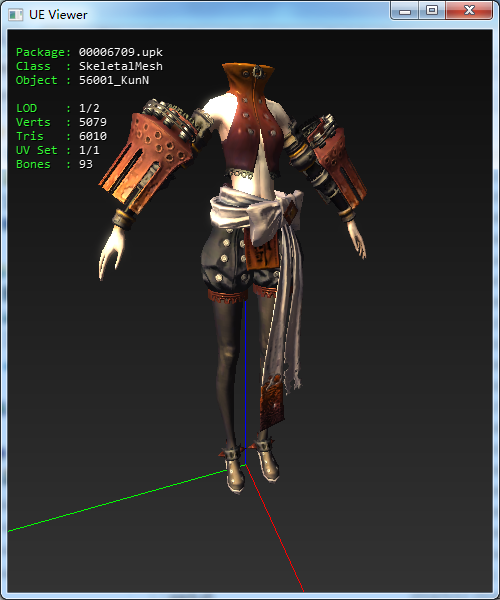 UE Viewer
Package: 00006709.upk
Class : SkeletalMesh
Object : 56001_KunN
LOD : 1/2
Verts : 5079
Tris : 6010
UV Set : 1/1
Bones : 93